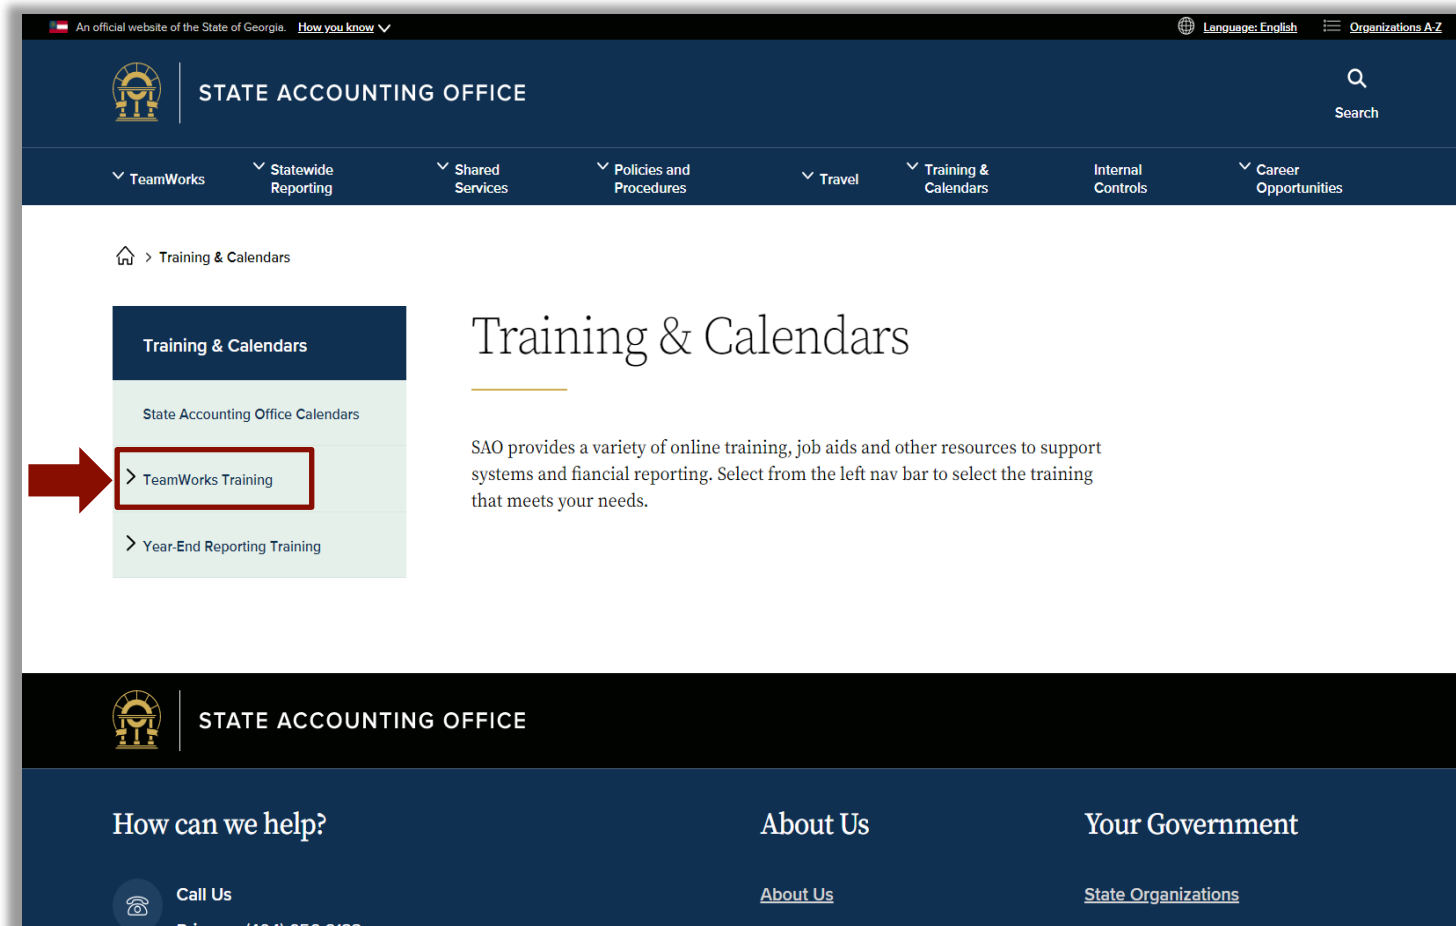 An official website of the State of Georgia. How you know
Language: English
Organizations A-Z
STATE ACCOUNTING OFFICE
Search
TeamWorks
Statewide
Reporting
Shared
Services
Policies and
Procedures
Travel
Training &
Calendars
Internal
Controls
Career
Opportunities
> Training & Calendars
Training & Calendars
State Accounting Office Calendars
TeamWorks Training
Year-End Reporting Training
Training & Calendars
SAO provides a variety of online training, job aids and other resources to support
systems and fiancial reporting. Select from the left nav bar to select the training
that meets your needs.
STATE ACCOUNTING OFFICE
How can we help?
Call Us
About Us
About Us
Your Government
State Organizations